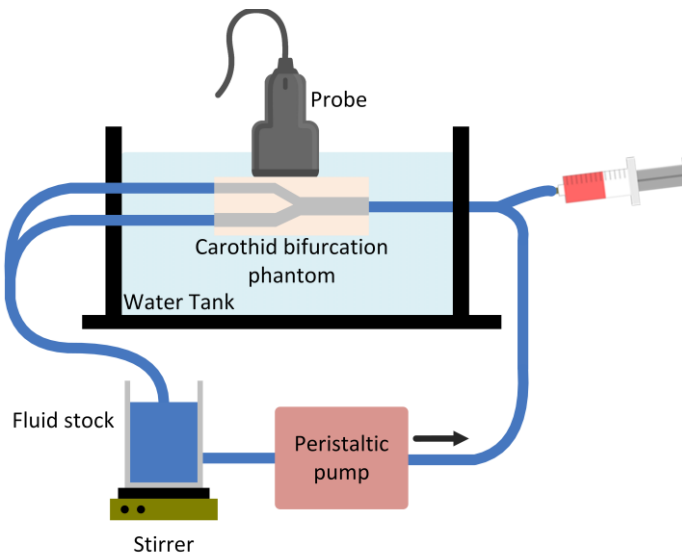 Probe
Carothid bifurcation
phantom
Water Tank
Fluid stock
Peristaltic
pump
Stirrer